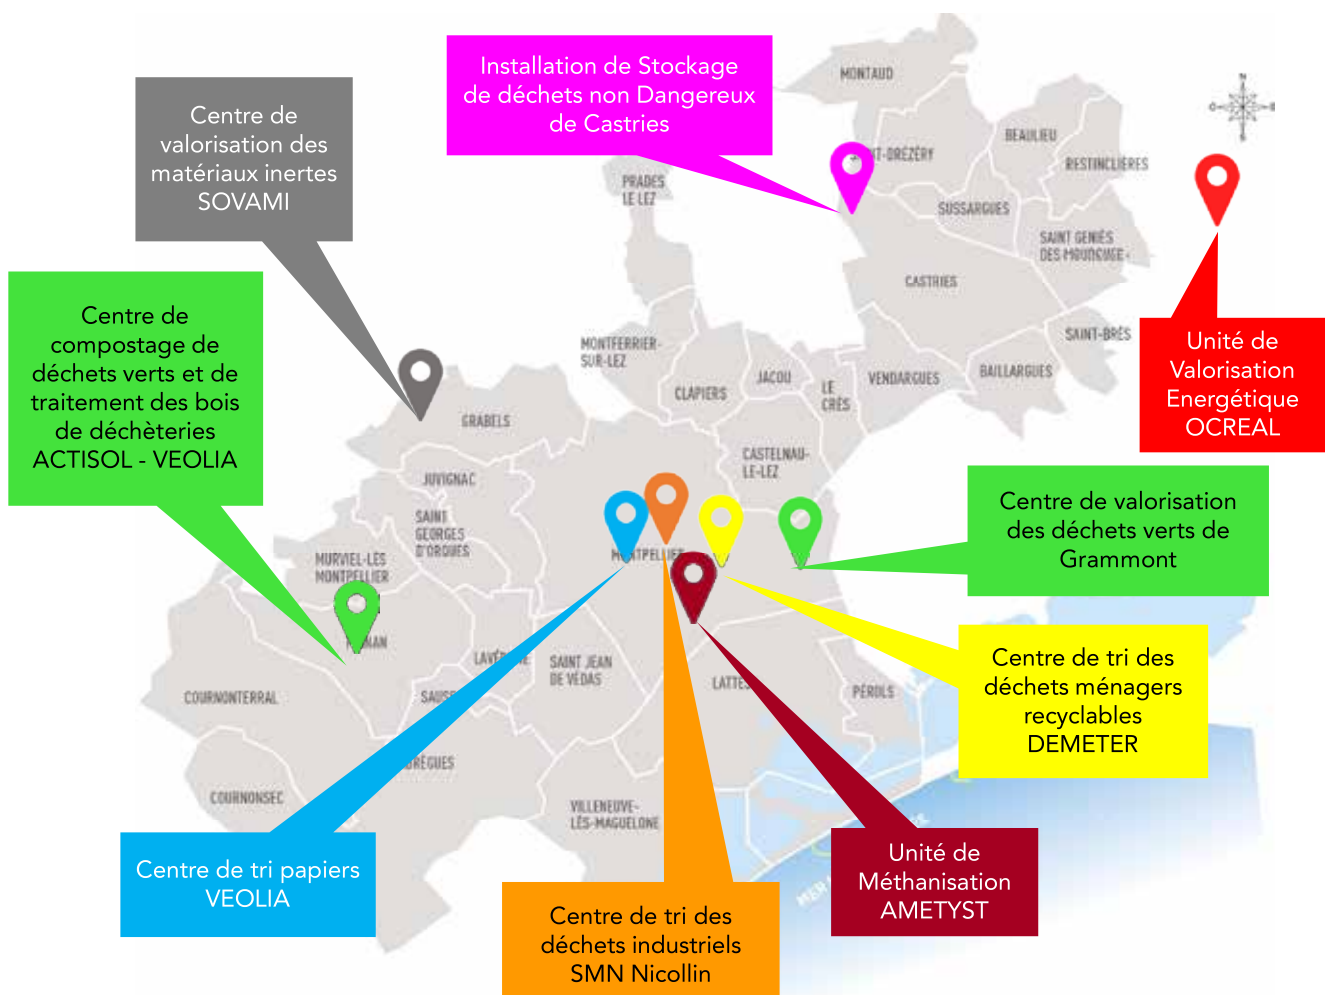 Installation de Stockage
de déchets non Dangereux
de Castries
Centre de
valorisation des
matériaux inertes
SOVAMI
Centre de
compostage de
déchets verts et de
traitement des bois
de déchèteries
ACTISOL - VEOLIA
Unité de
Valorisation
Energétique
OCREAL
Centre de valorisation
des déchets verts de
Grammont
Centre de tri des
déchets ménagers
recyclables
DEMETER
Unité de
Méthanisation
AMETYST
Centre de tri des
déchets industriels
SMN Nicollin
Centre de tri papiers
VEOLIA
N
O
E
S
MONTAUD
BEAULIEU
RESTINCLIÈRES
PRADES
LE LEZ
SUSSARGUES
SAINT GENIÈS
CASTRIES
SAINT-BRÈS
MONTFERRIER-
SUR-LEZ
CLAPIERS
JACOU
LE
CRÈS
VENDARGUES
BAILLARGUES
GRABELS
CASTELNAU-
LE-LEZ
JUVIGNAC
SAINT
GEORGES
D'ORQUES
MURVIEL-LÈS
MONTPELLIER
MONTPELLIER
SAINT JEAN
DE VÉDAS
COURNONTERRAL
PÉROLS
COURNONSEC
VILLENEUVE-
LÈS-MAGUELONE